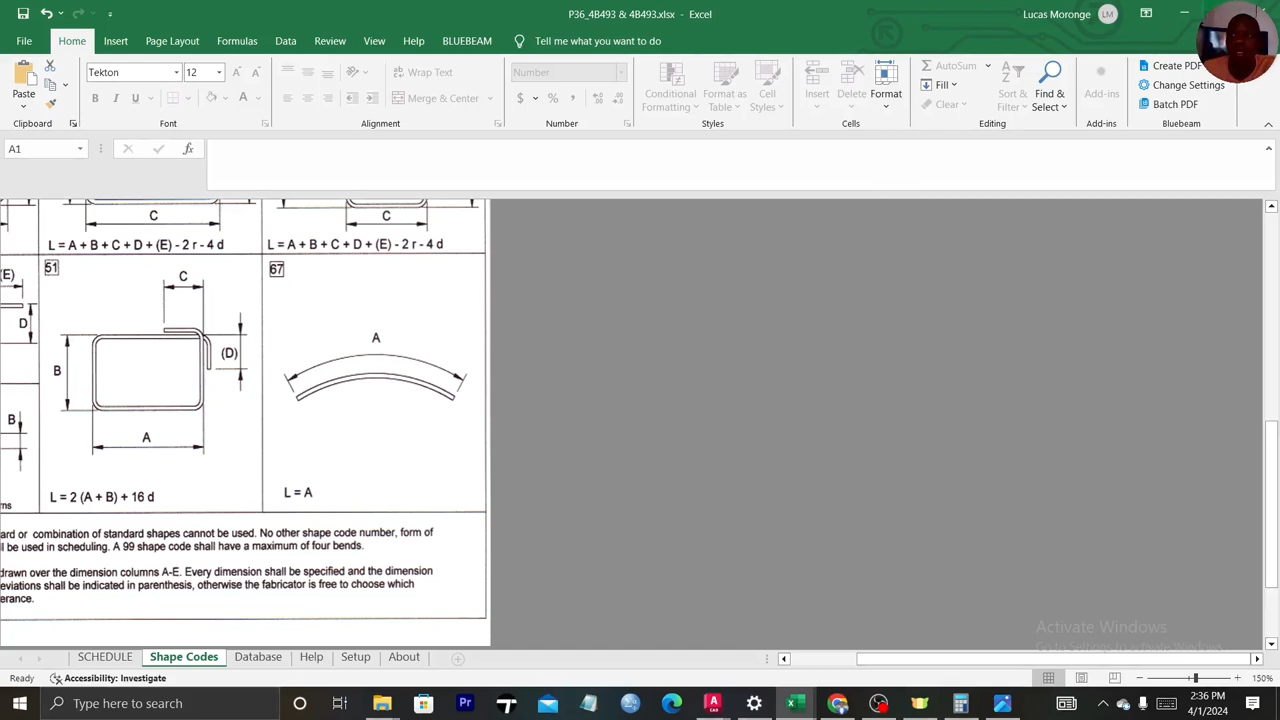 P36_4B493 & 4B493.xlsx - Excel
Lucas Moronge
LM
File Home Insert Page Layout Formulas Data Review View Help BLUEBEAM Tell me what you want to do
Tekton 12 Wrap Text Number AutoSum Create PDF
Paste Conditional Format as Cell Insert Delete Format Fill Sort & Find & Add-ins Change Settings
B I U A Merge & Center $ % Formatting Table Styles Clear Filter Select Batch PDF
Clipboard Font Alignment Number Styles Cells Editing Add-ins Bluebeam
A1 fx
C C
L = A + B + C + D + (E) - 2 r - 4 d L = A + B + C + D + (E) - 2 r - 4 d
(E) 51 67
C
D
A
B (D)
B
A
L = 2 (A + B) + 16 d L = A
ard or combination of standard shapes cannot be used. No other shape code number, form of
ll be used in scheduling. A 99 shape code shall have a maximum of four bends.
drawn over the dimension columns A-E. Every dimension shall be specified and the dimension
eviations shall be indicated in parenthesis, otherwise the fabricator is free to choose which
erance.
Activate Windows
SCHEDULE Shape Codes Database Help Setup About
Ready Accessibility: Investigate 150%
Type here to search
2:36 PM
4/1/2024